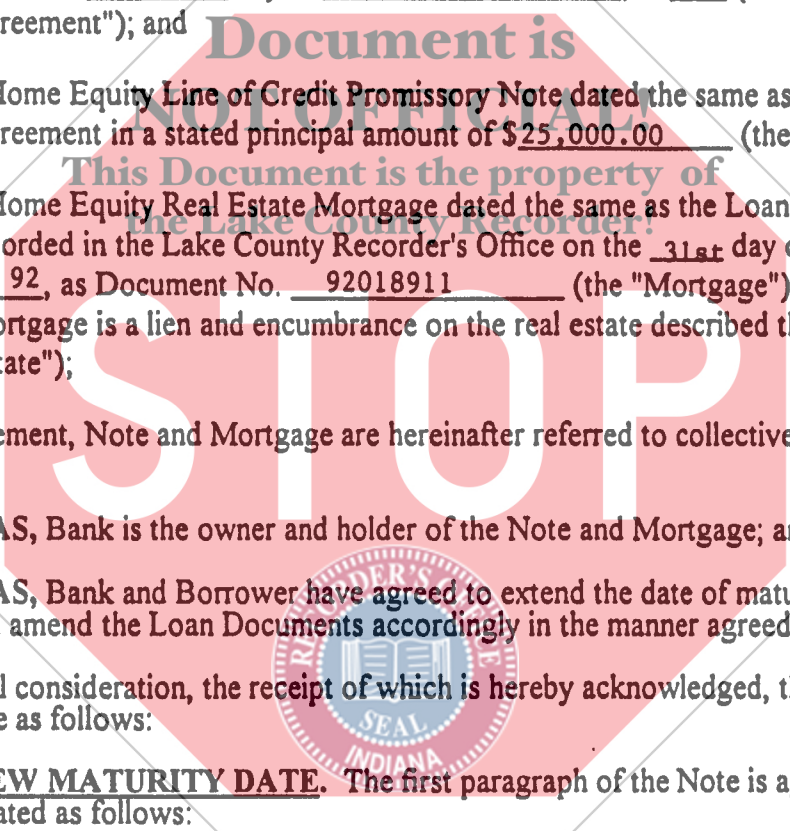 reement"); and
Document is
Home Equity Line of Credit Promissory Note dated the same as
NOT OFFICIAL!
reement in a stated principal amount of $25,000.00 (the
This Document is the property of
Home Equity Real Estate Mortgage dated the same as the Loan
the Lake County Recorder!
orded in the Lake County Recorder's Office on the 31st day
92, as Document No. 92018911 (the "Mortgage")
ortgage is a lien and encumbrance on the real estate described
tate");
STOP
ement, Note and Mortgage are hereinafter referred to collective
AS, Bank is the owner and holder of the Note and Mortgage;
AS, Bank and Borrower have agreed to extend the date of matu
amend the Loan Documents accordingly in the manner agreed
RECORDER'S OFFICE
l consideration, the receipt of which is hereby acknowledged,
e as follows:
SEAL
INDIANA
EW MATURITY DATE. The first paragraph of the Note is a
ated as follows: